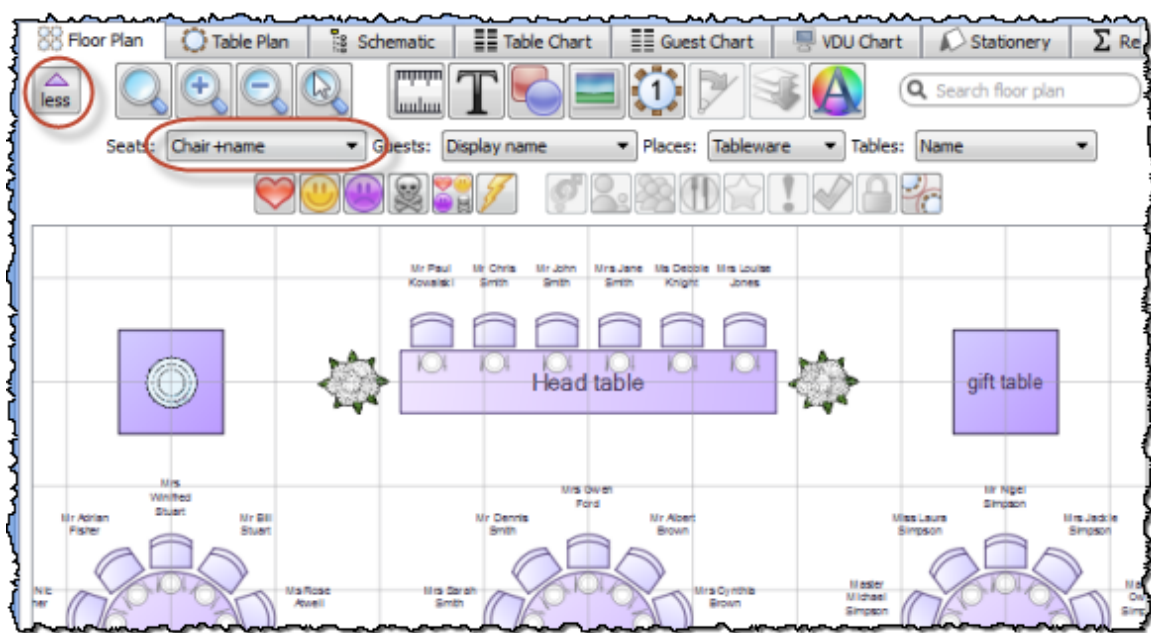 Floor Plan
Table Plan
Schematic
Table Chart
Guest Chart
VDU Chart
Stationery
Σ Re
less
T
1
A
Search floor plan
Seats: Chair +name
Guests: Display name
Places: Tableware
Tables: Name
Mr Paul
Kowalski
Mr Chris
Smith
Mr John
Smith
Mrs Jane
Smith
Ms Debbie
Knight
Mrs Louise
Jones
Head table
gift table
Mrs
Winifred
Stuart
Mr Adrian
Fisher
Mr Bill
Stuart
Ms Rose
Atwell
Mrs Gwen
Ford
Mr Dennis
Smith
Mr Albert
Brown
Mrs Sarah
Smith
Mrs Cynthia
Brown
Mr Nigel
Simpson
Miss Laura
Simpson
Mrs Jackie
Simpson
Master
Michael
Simpson